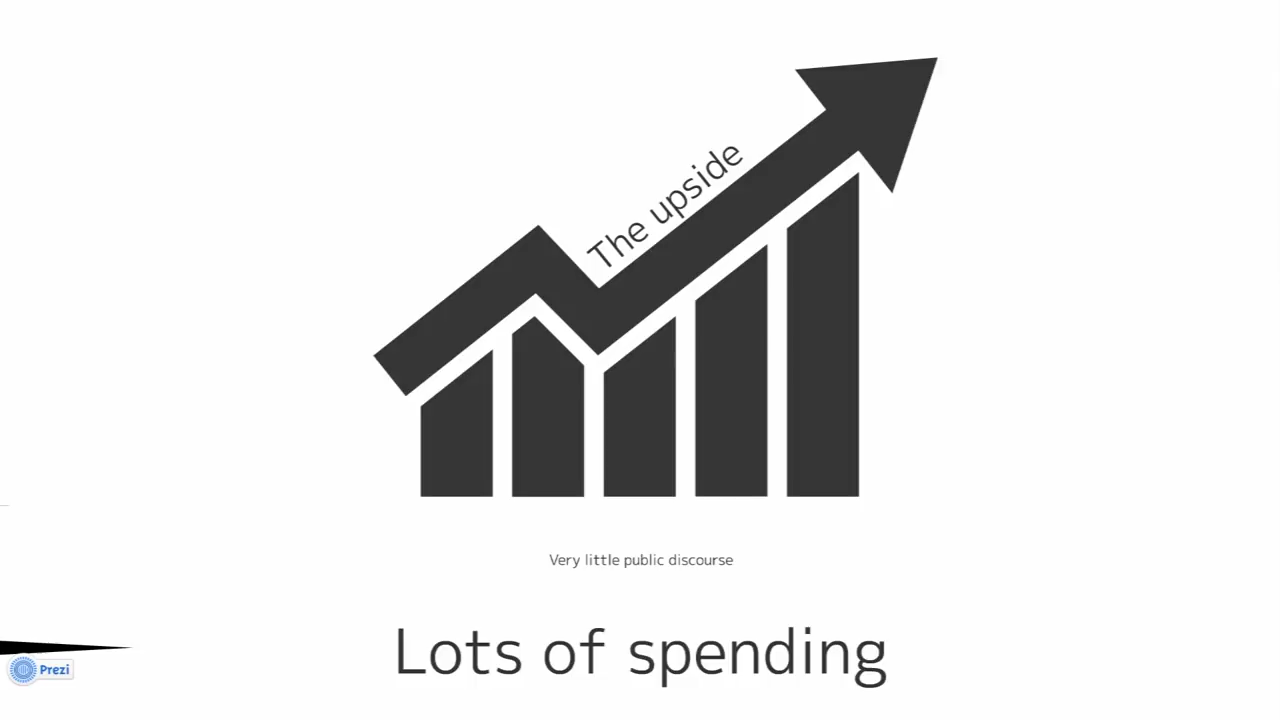 The upside
Very little public discourse
Lots of spending
Prezi